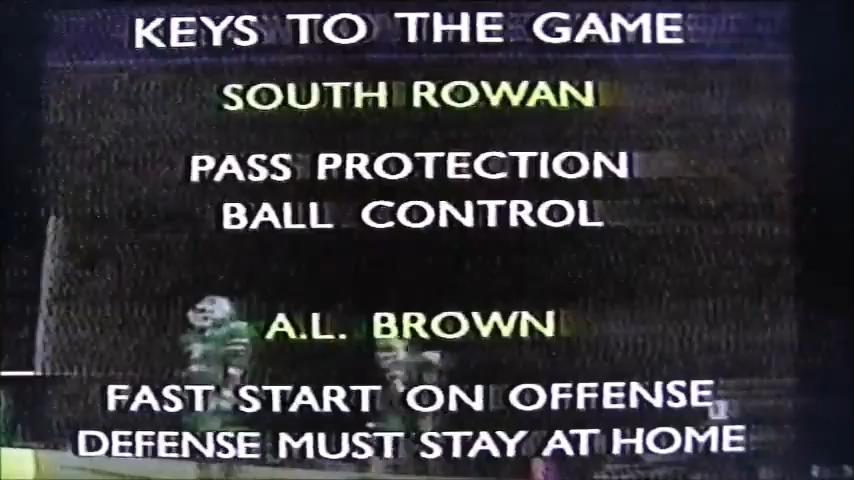 KEYS TO THE GAME
SOUTH ROWAN
PASS PROTECTION
BALL CONTROL
A.L. BROWN
FAST START ON OFFENSE
DEFENSE MUST STAY AT HOME